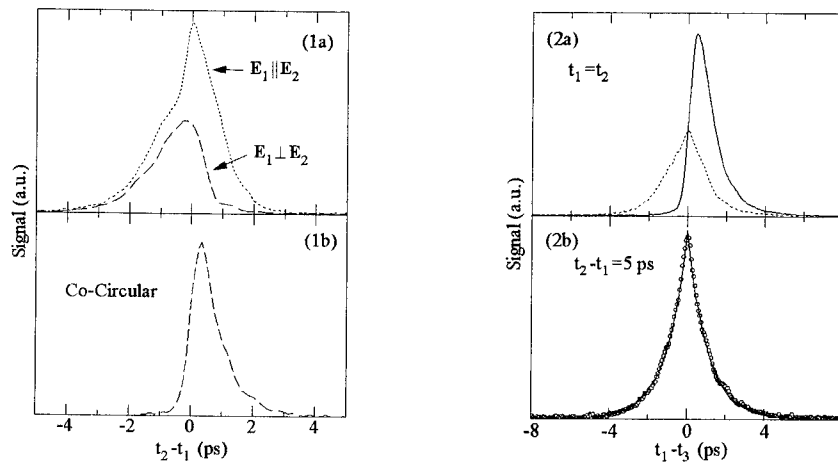 (1a)
E₁||E₂
E₁⊥E₂
Signal (a.u.)
(1b)
Co-Circular
-4 -2 0 2 4
t₂-t₁ (ps)
(2a)
t₁=t₂
Signal (a.u.)
(2b)
t₂-t₁=5 ps
-8 -4 0 4
t₁-t₃ (ps)